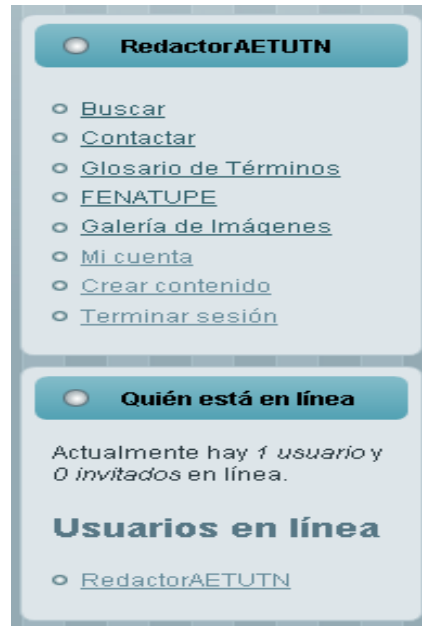 RedactorAETUTN
Buscar
Contactar
Glosario de Términos
FENATUPE
Galería de Imágenes
Mi cuenta
Crear contenido
Terminar sesión
Quién está en línea
Actualmente hay 1 usuario y
0 invitados en línea.
Usuarios en línea
RedactorAETUTN